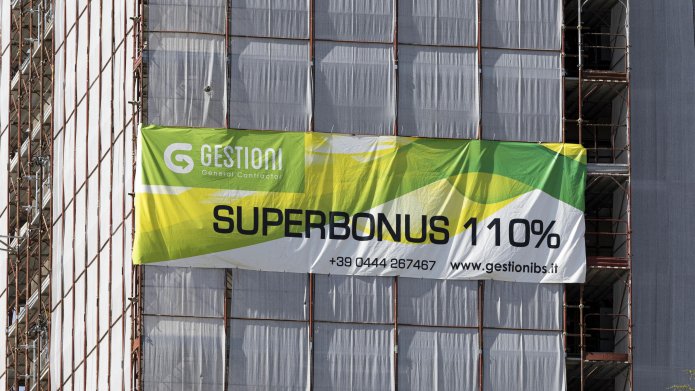 GESTIONI
General Contractor
SUPERBONUS 110%
+39 0444 267467 www.gestionibs.it